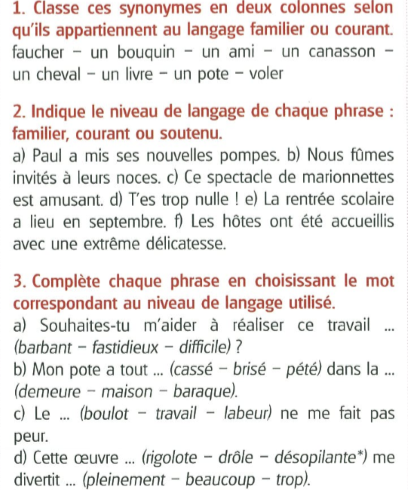 1. Classe ces synonymes en deux colonnes selon
qu'ils appartiennent au langage familier ou courant.
faucher – un bouquin – un ami – un canasson –
un cheval – un livre – un pote – voler
2. Indique le niveau de langage de chaque phrase :
familier, courant ou soutenu.
a) Paul a mis ses nouvelles pompes. b) Nous fûmes
invités à leurs noces. c) Ce spectacle de marionnettes
est amusant. d) T'es trop nulle ! e) La rentrée scolaire
a lieu en septembre. f) Les hôtes ont été accueillis
avec une extrême délicatesse.
3. Complète chaque phrase en choisissant le mot
correspondant au niveau de langage utilisé.
a) Souhaites-tu m'aider à réaliser ce travail ...
(barbant – fastidieux – difficile) ?
b) Mon pote a tout ... (cassé – brisé – pété) dans la ...
(demeure – maison – baraque).
c) Le ... (boulot – travail – labeur) ne me fait pas
peur.
d) Cette œuvre ... (rigolote – drôle – désopilante*) me
divertit ... (pleinement – beaucoup – trop).